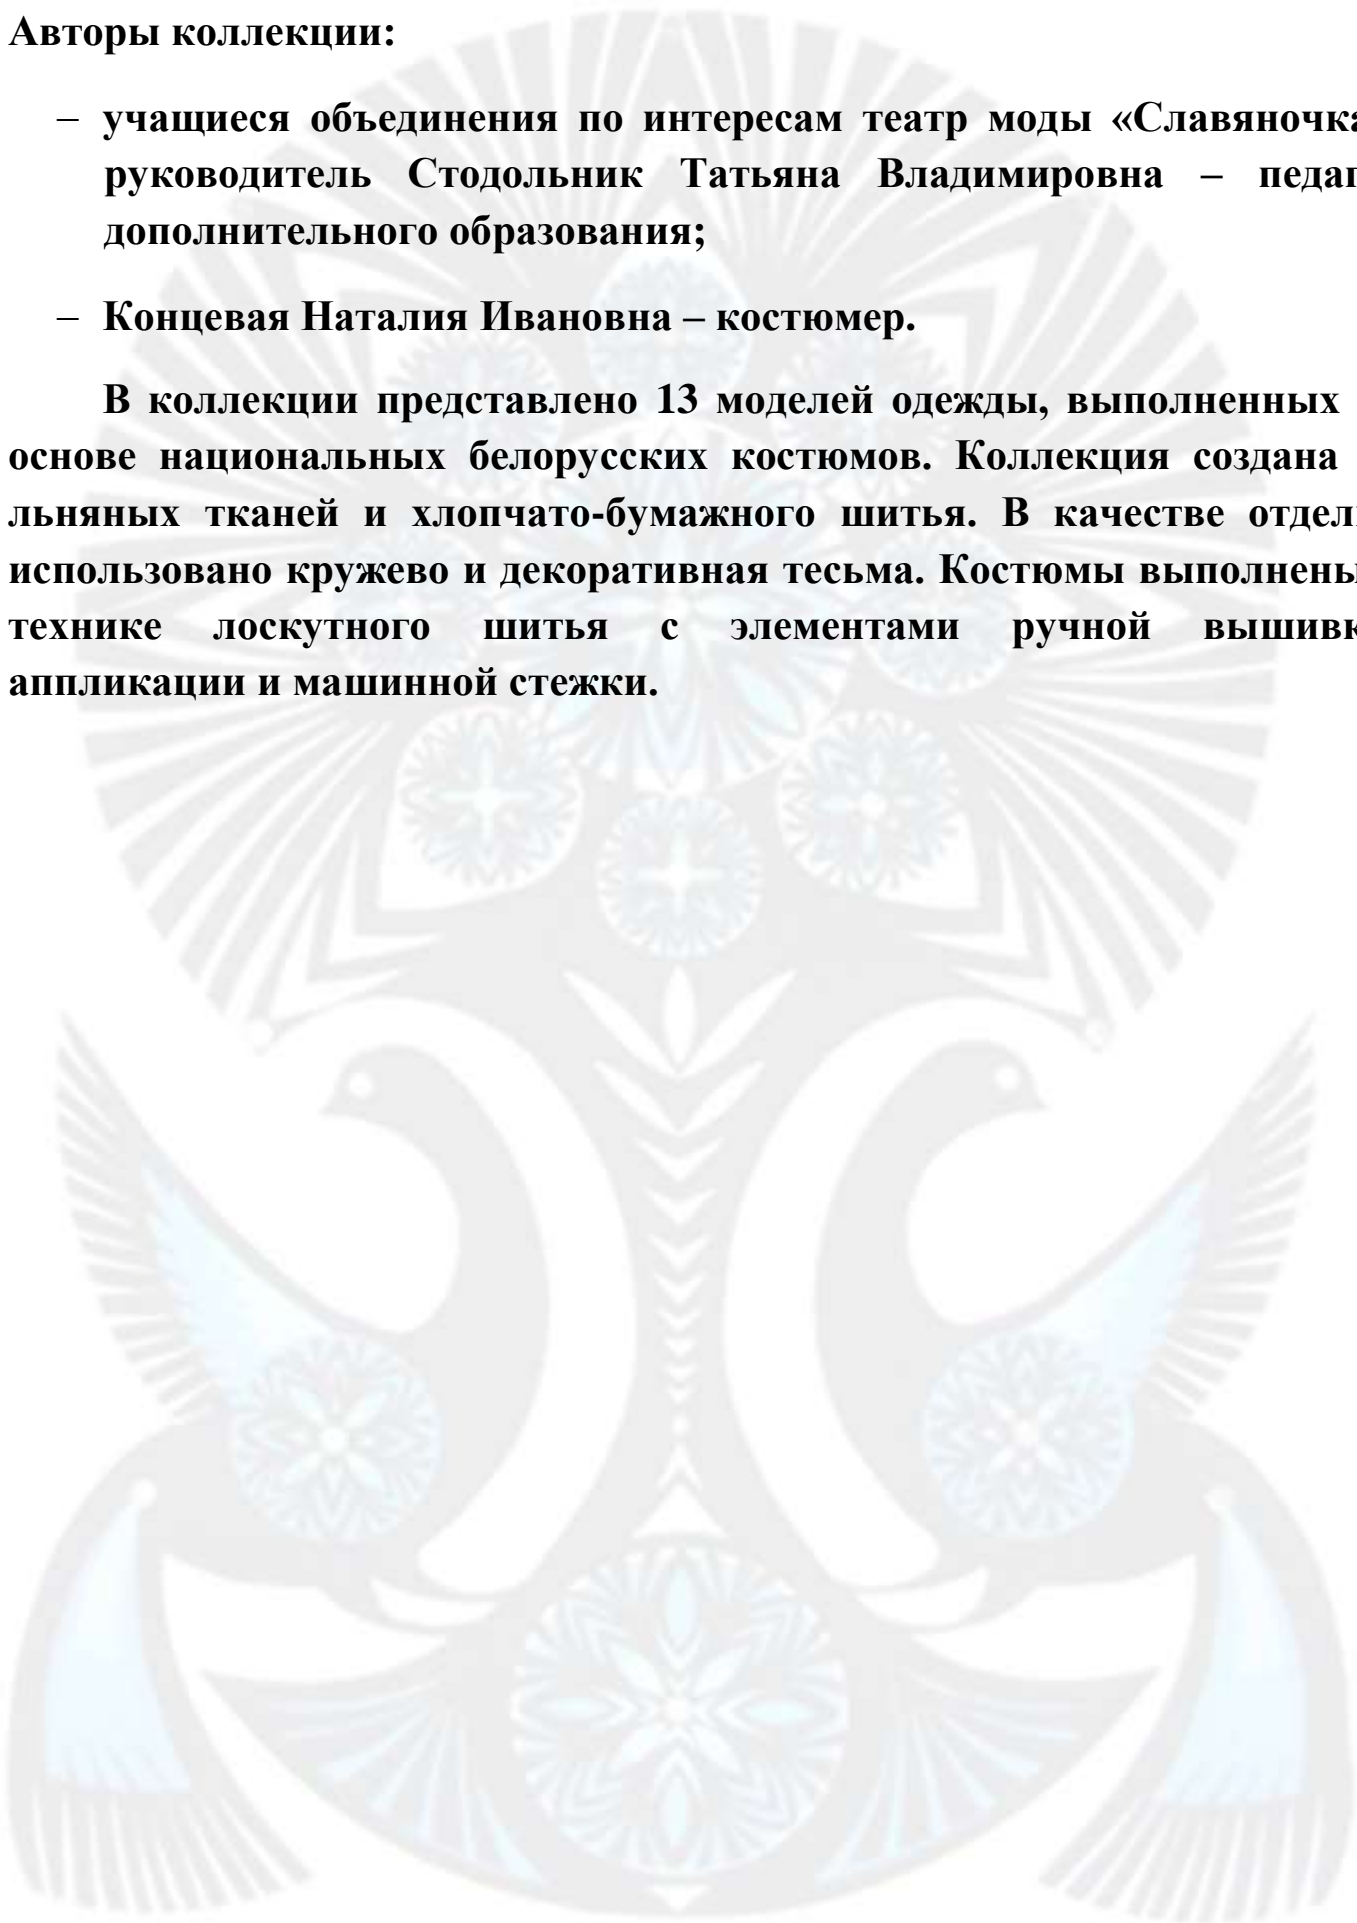 Авторы коллекции:
– учащиеся объединения по интересам театр моды «Славяночка
руководитель Стодольник Татьяна Владимировна – педаг
дополнительного образования;
– Концевая Наталия Ивановна – костюмер.
В коллекции представлено 13 моделей одежды, выполненных
основе национальных белорусских костюмов. Коллекция создана
льняных тканей и хлопчато-бумажного шитья. В качестве отдел
использовано кружево и декоративная тесьма. Костюмы выполнены
технике лоскутного шитья с элементами ручной вышивк
аппликации и машинной стежки.